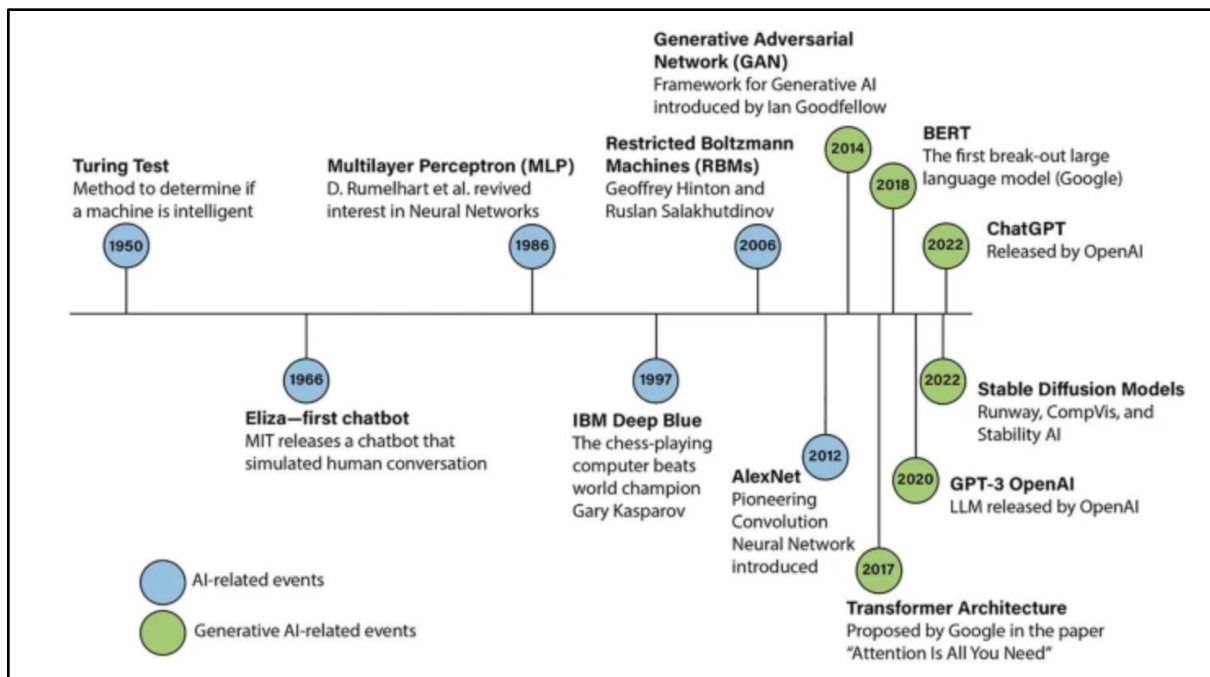 Generative Adversarial
Network (GAN)
Framework for Generative AI
introduced by Ian Goodfellow
2014
BERT
The first break-out large
language model (Google)
2018
Turing Test
Method to determine if
a machine is intelligent
1950
Multilayer Perceptron (MLP)
D. Rumelhart et al. revived
interest in Neural Networks
1986
Restricted Boltzmann
Machines (RBMs)
Geoffrey Hinton and
Ruslan Salakhutdinov
2006
ChatGPT
Released by OpenAI
2022
1966
Eliza—first chatbot
MIT releases a chatbot that
simulated human conversation
1997
IBM Deep Blue
The chess-playing
computer beats
world champion
Gary Kasparov
2012
AlexNet
Pioneering
Convolution
Neural Network
introduced
2022
Stable Diffusion Models
Runway, CompVis, and
Stability AI
2020
GPT-3 OpenAI
LLM released by OpenAI
2017
Transformer Architecture
Proposed by Google in the paper
“Attention Is All You Need”
AI-related events
Generative AI-related events